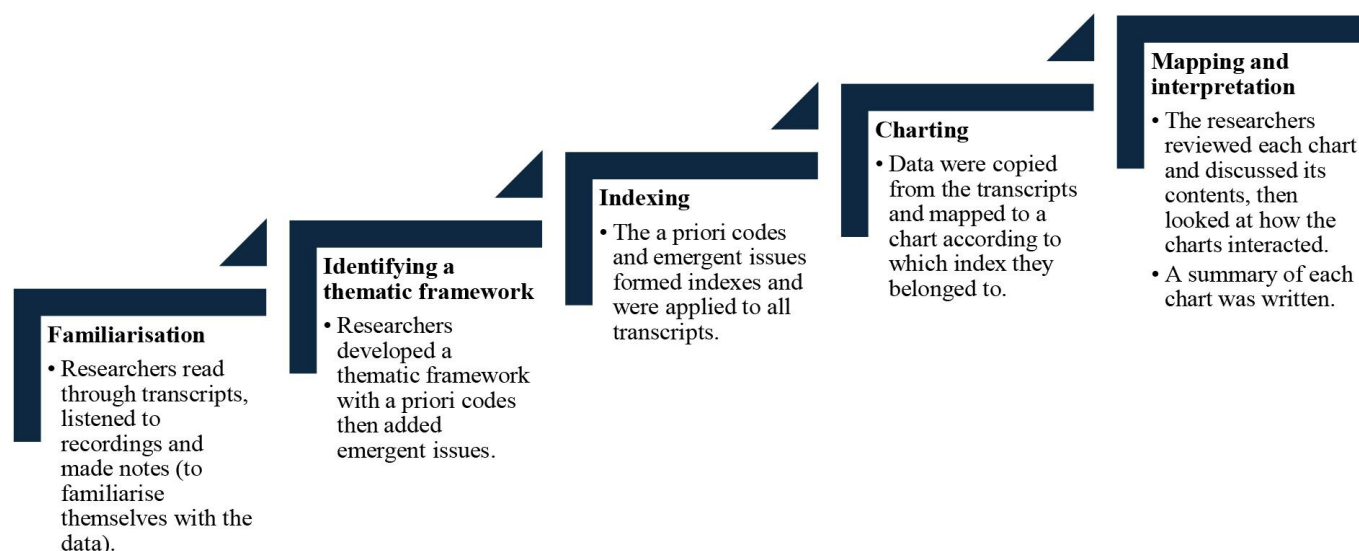 Familiarisation
• Researchers read
through transcripts,
listened to
recordings and
made notes (to
familiarise
themselves with the
data).
Identifying a
thematic framework
• Researchers
developed a
thematic framework
with a priori codes
then added
emergent issues.
Indexing
• The a priori codes
and emergent issues
formed indexes and
were applied to all
transcripts.
Charting
• Data were copied
from the transcripts
and mapped to a
chart according to
which index they
belonged to.
Mapping and
interpretation
• The researchers
reviewed each chart
and discussed its
contents, then
looked at how the
charts interacted.
• A summary of each
chart was written.